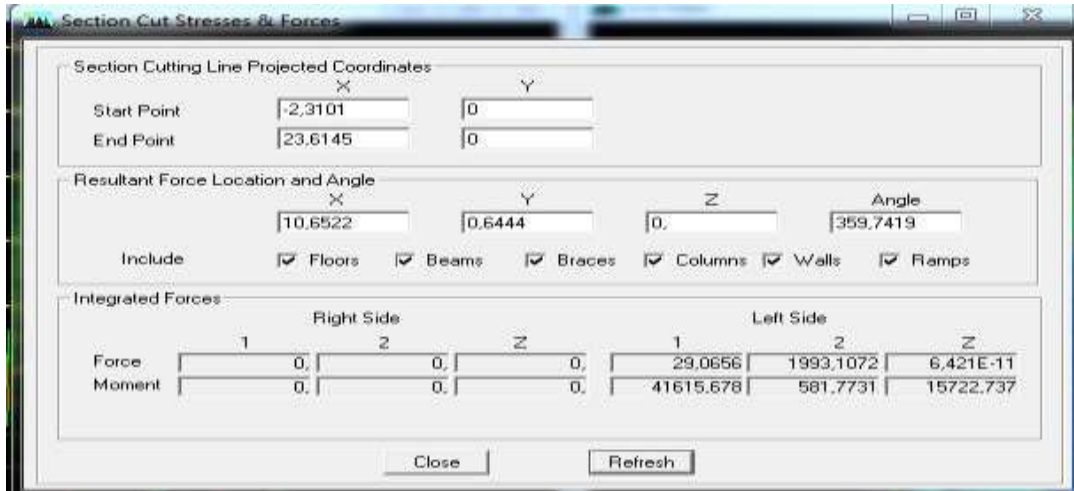 Section Cut Stresses & Forces
Section Cutting Line Projected Coordinates
X Y
Start Point -2,3101 0
End Point 23,6145 0
Resultant Force Location and Angle
X Y Z Angle
10,6522 0,6444 0, 359,7419
Include Floors Beams Braces Columns Walls Ramps
Integrated Forces
Right Side Left Side
1 2 Z 1 2 Z
Force 0, 0, 0, 29,0656 1993,1072 6,421E-11
Moment 0, 0, 0, 41615,678 581,7731 15722,737
Close Refresh